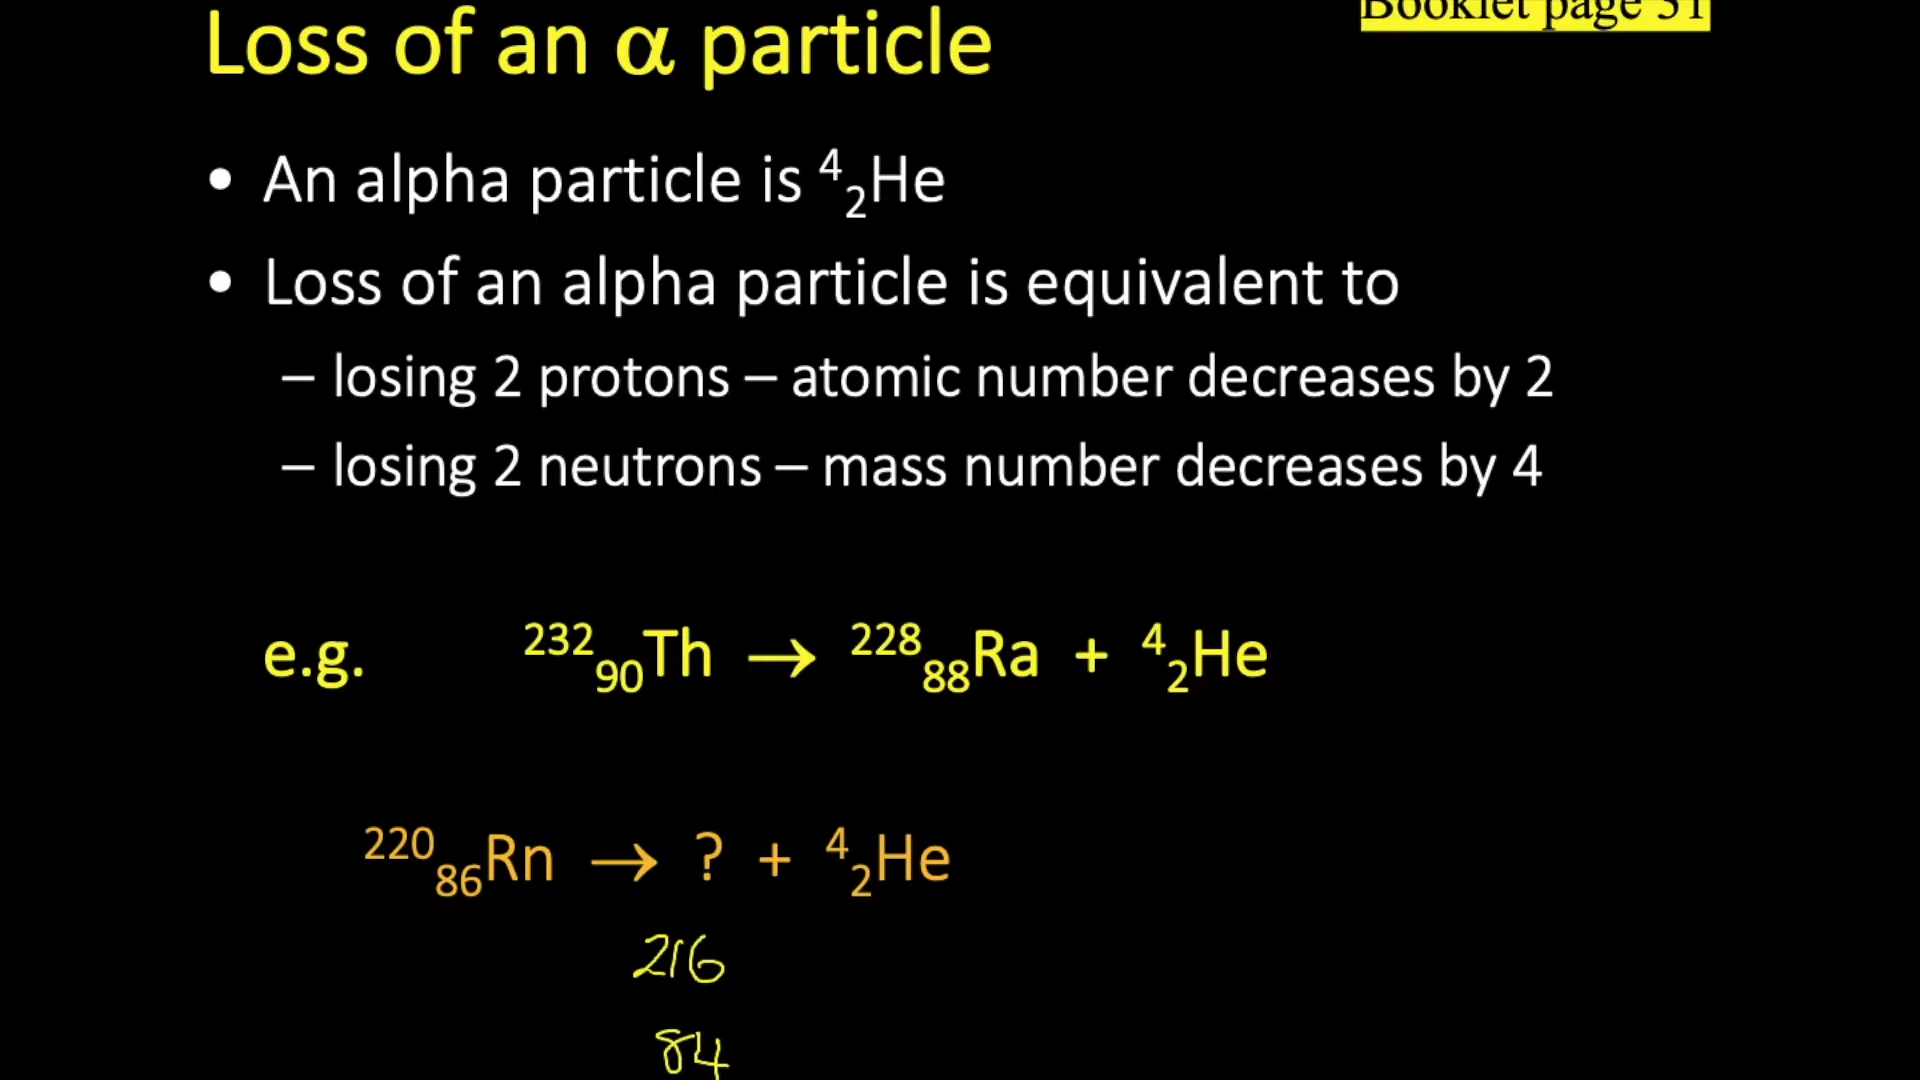 Loss of an α particle
Booklet page 51
• An alpha particle is ⁴₂He
• Loss of an alpha particle is equivalent to
– losing 2 protons – atomic number decreases by 2
– losing 2 neutrons – mass number decreases by 4
e.g. ²³²₉₀Th → ²²⁸₈₈Ra + ⁴₂He
²²⁰₈₆Rn → ? + ⁴₂He
216
84